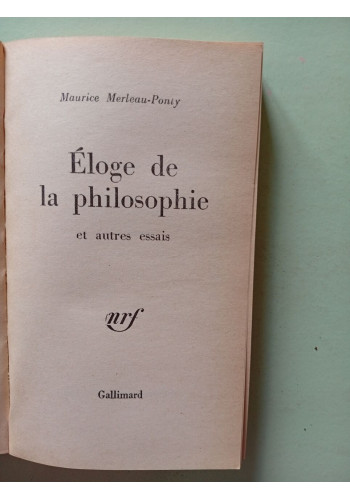 Maurice Merleau-Ponty
Éloge de
la philosophie
et autres essais
nrf
Gallimard